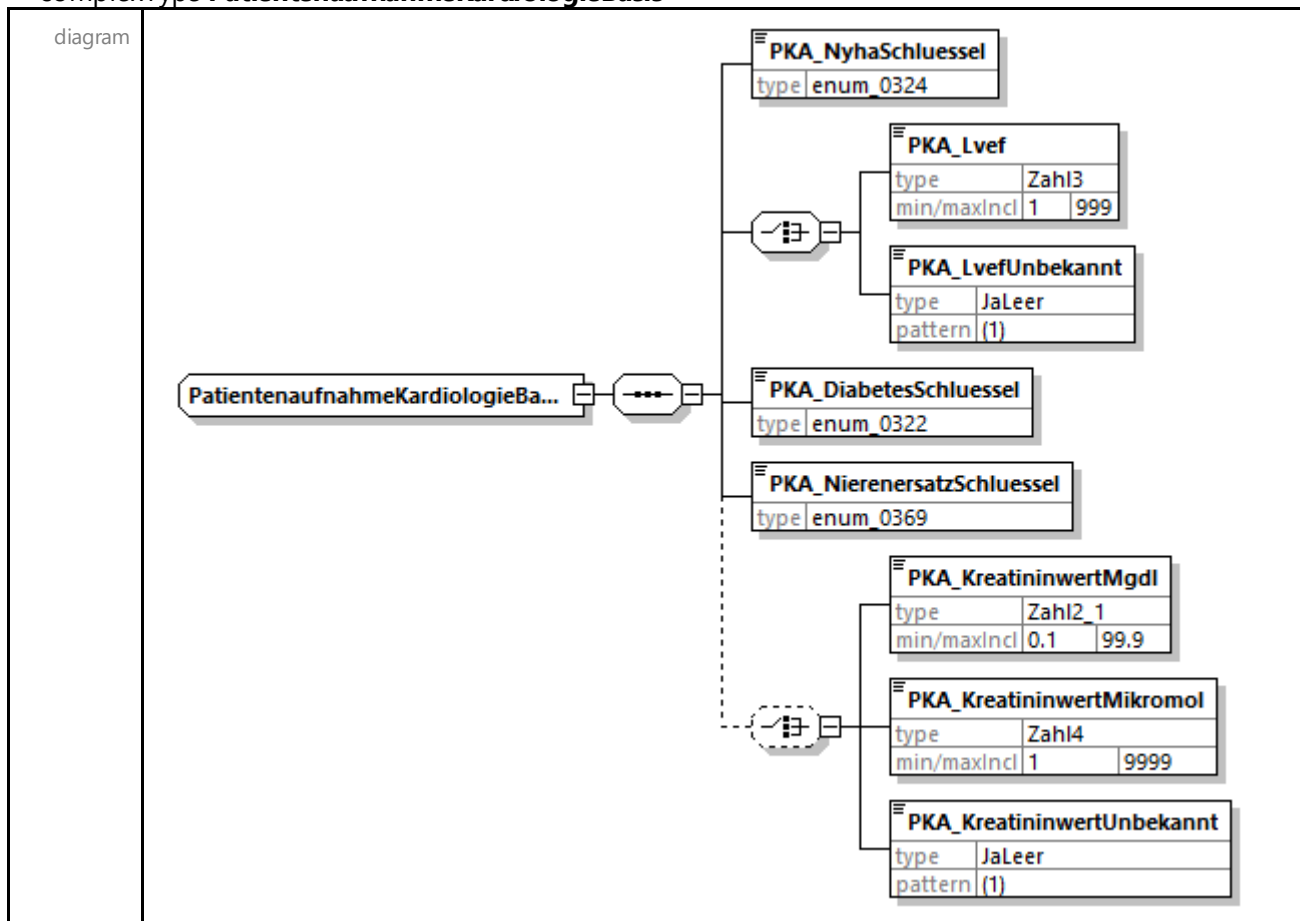 complexType PatientenaufnahmeKardiologieBasis
diagram
PKA_NyhaSchluessel
type enum_0324
PKA_Lvef
type Zahl3
min/maxIncl 1 999
PKA_LvefUnbekannt
type JaLeer
pattern (1)
PatientenaufnahmeKardiologieBa...
PKA_DiabetesSchluessel
type enum_0322
PKA_NierenersatzSchluessel
type enum_0369
PKA_KreatininwertMgdl
type Zahl2_1
min/maxIncl 0.1 99.9
PKA_KreatininwertMikromol
type Zahl4
min/maxIncl 1 9999
PKA_KreatininwertUnbekannt
type JaLeer
pattern (1)